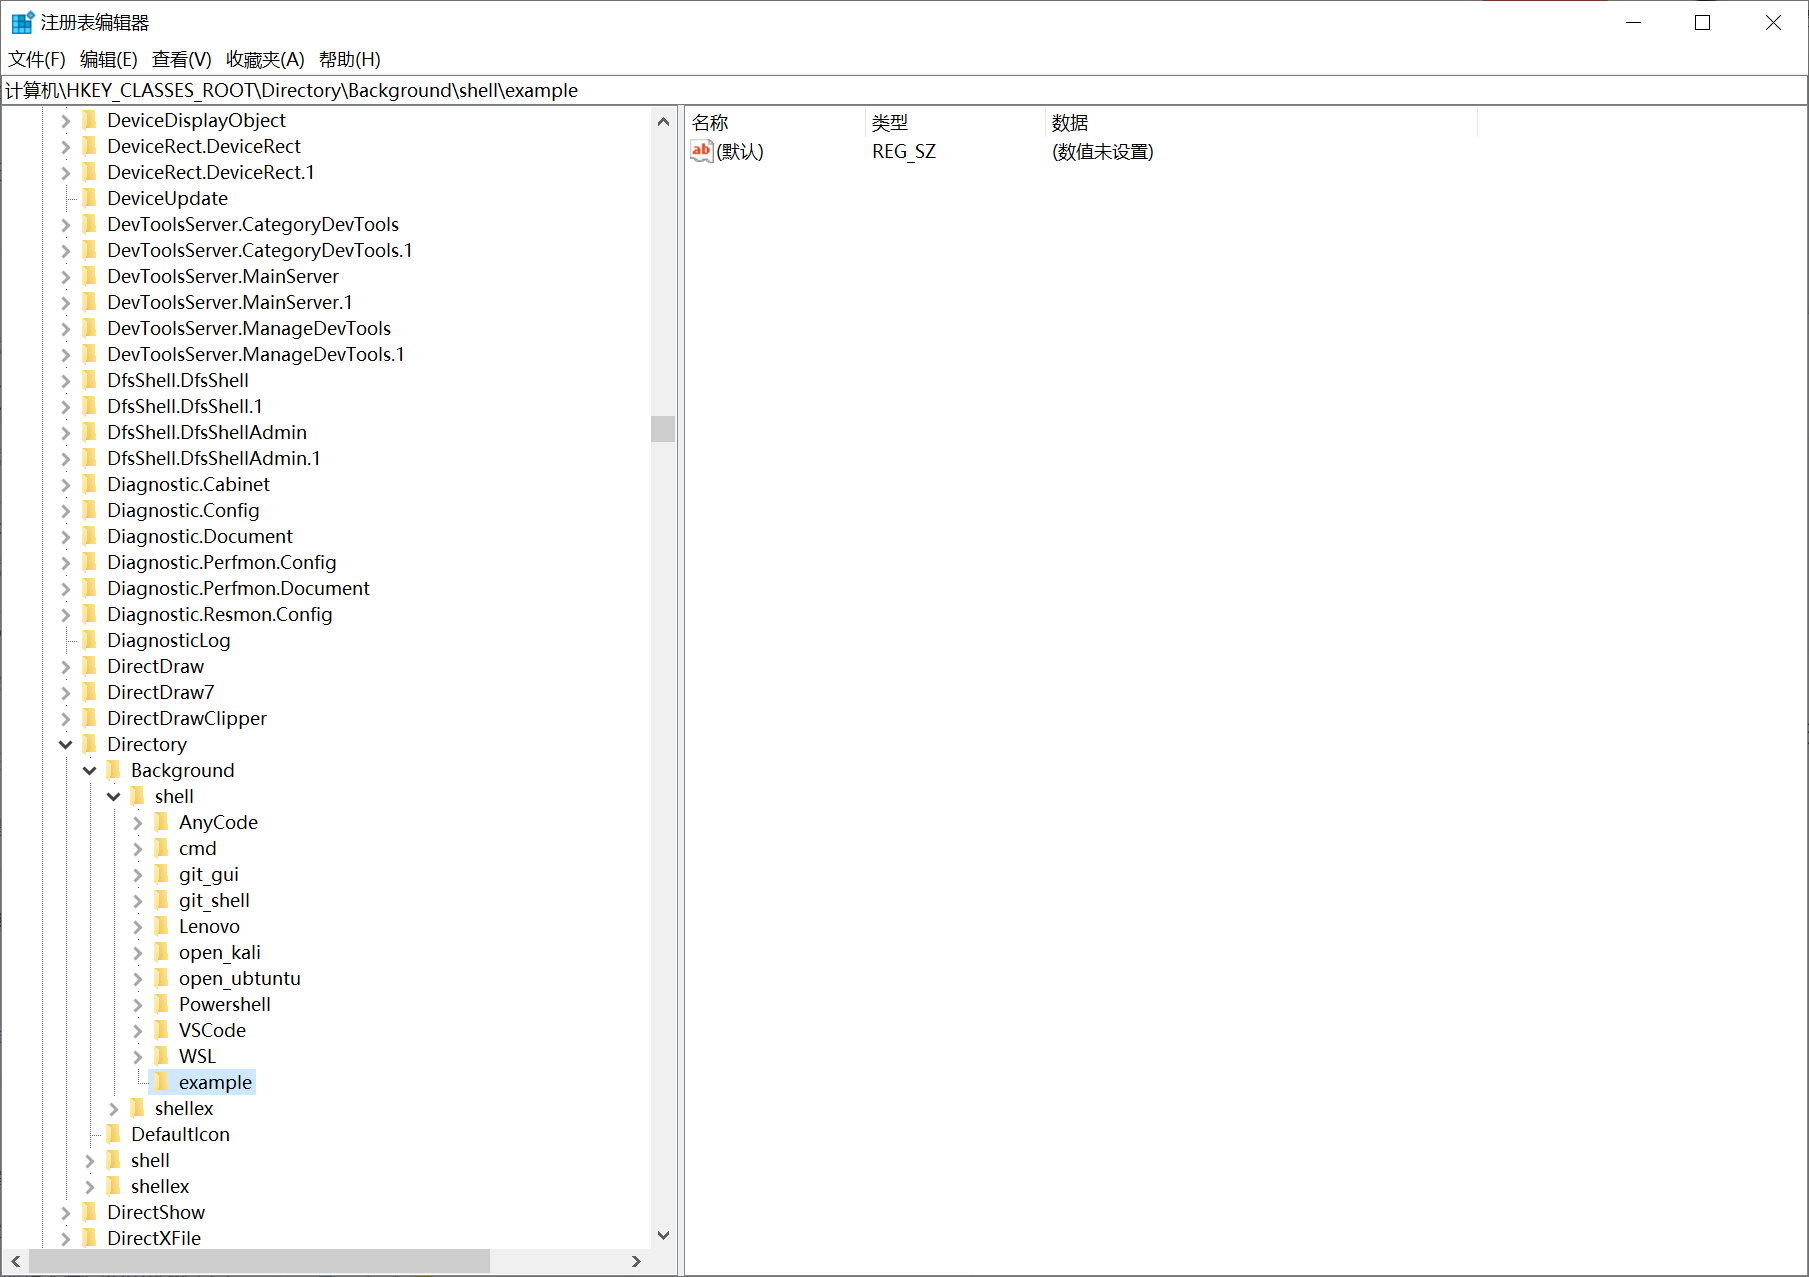 注册表编辑器
文件(F) 编辑(E) 查看(V) 收藏夹(A) 帮助(H)
计算机\HKEY_CLASSES_ROOT\Directory\Background\shell\example
DeviceDisplayObject
DeviceRect.DeviceRect
DeviceRect.DeviceRect.1
DeviceUpdate
DevToolsServer.CategoryDevTools
DevToolsServer.CategoryDevTools.1
DevToolsServer.MainServer
DevToolsServer.MainServer.1
DevToolsServer.ManageDevTools
DevToolsServer.ManageDevTools.1
DfsShell.DfsShell
DfsShell.DfsShell.1
DfsShell.DfsShellAdmin
DfsShell.DfsShellAdmin.1
Diagnostic.Cabinet
Diagnostic.Config
Diagnostic.Document
Diagnostic.Perfmon.Config
Diagnostic.Perfmon.Document
Diagnostic.Resmon.Config
DiagnosticLog
DirectDraw
DirectDraw7
DirectDrawClipper
Directory
Background
shell
AnyCode
cmd
git_gui
git_shell
Lenovo
open_kali
open_ubtuntu
Powershell
VSCode
WSL
example
shellex
DefaultIcon
shell
shellex
DirectShow
DirectXFile
名称 类型 数据
ab (默认) REG_SZ (数值未设置)